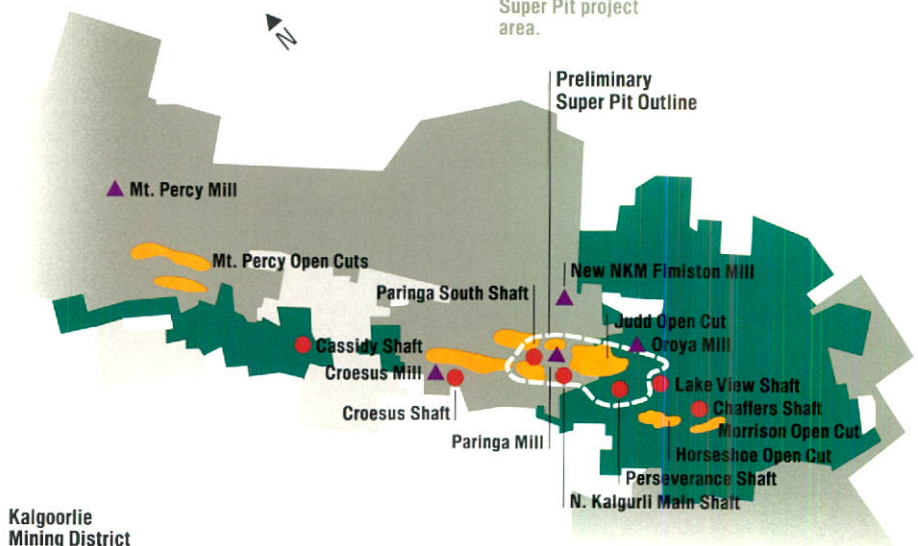 Super Pit project
area.
N
Preliminary
Super Pit Outline
Mt. Percy Mill
Mt. Percy Open Cuts
New NKM Fimiston Mill
Paringa South Shaft
Judd Open Cut
Cassidy Shaft
Oroya Mill
Croesus Mill
Lake View Shaft
Croesus Shaft
Chaffers Shaft
Morrison Open Cut
Paringa Mill
Horseshoe Open Cut
Perseverance Shaft
N. Kalgurli Main Shaft
Kalgoorlie
Mining District